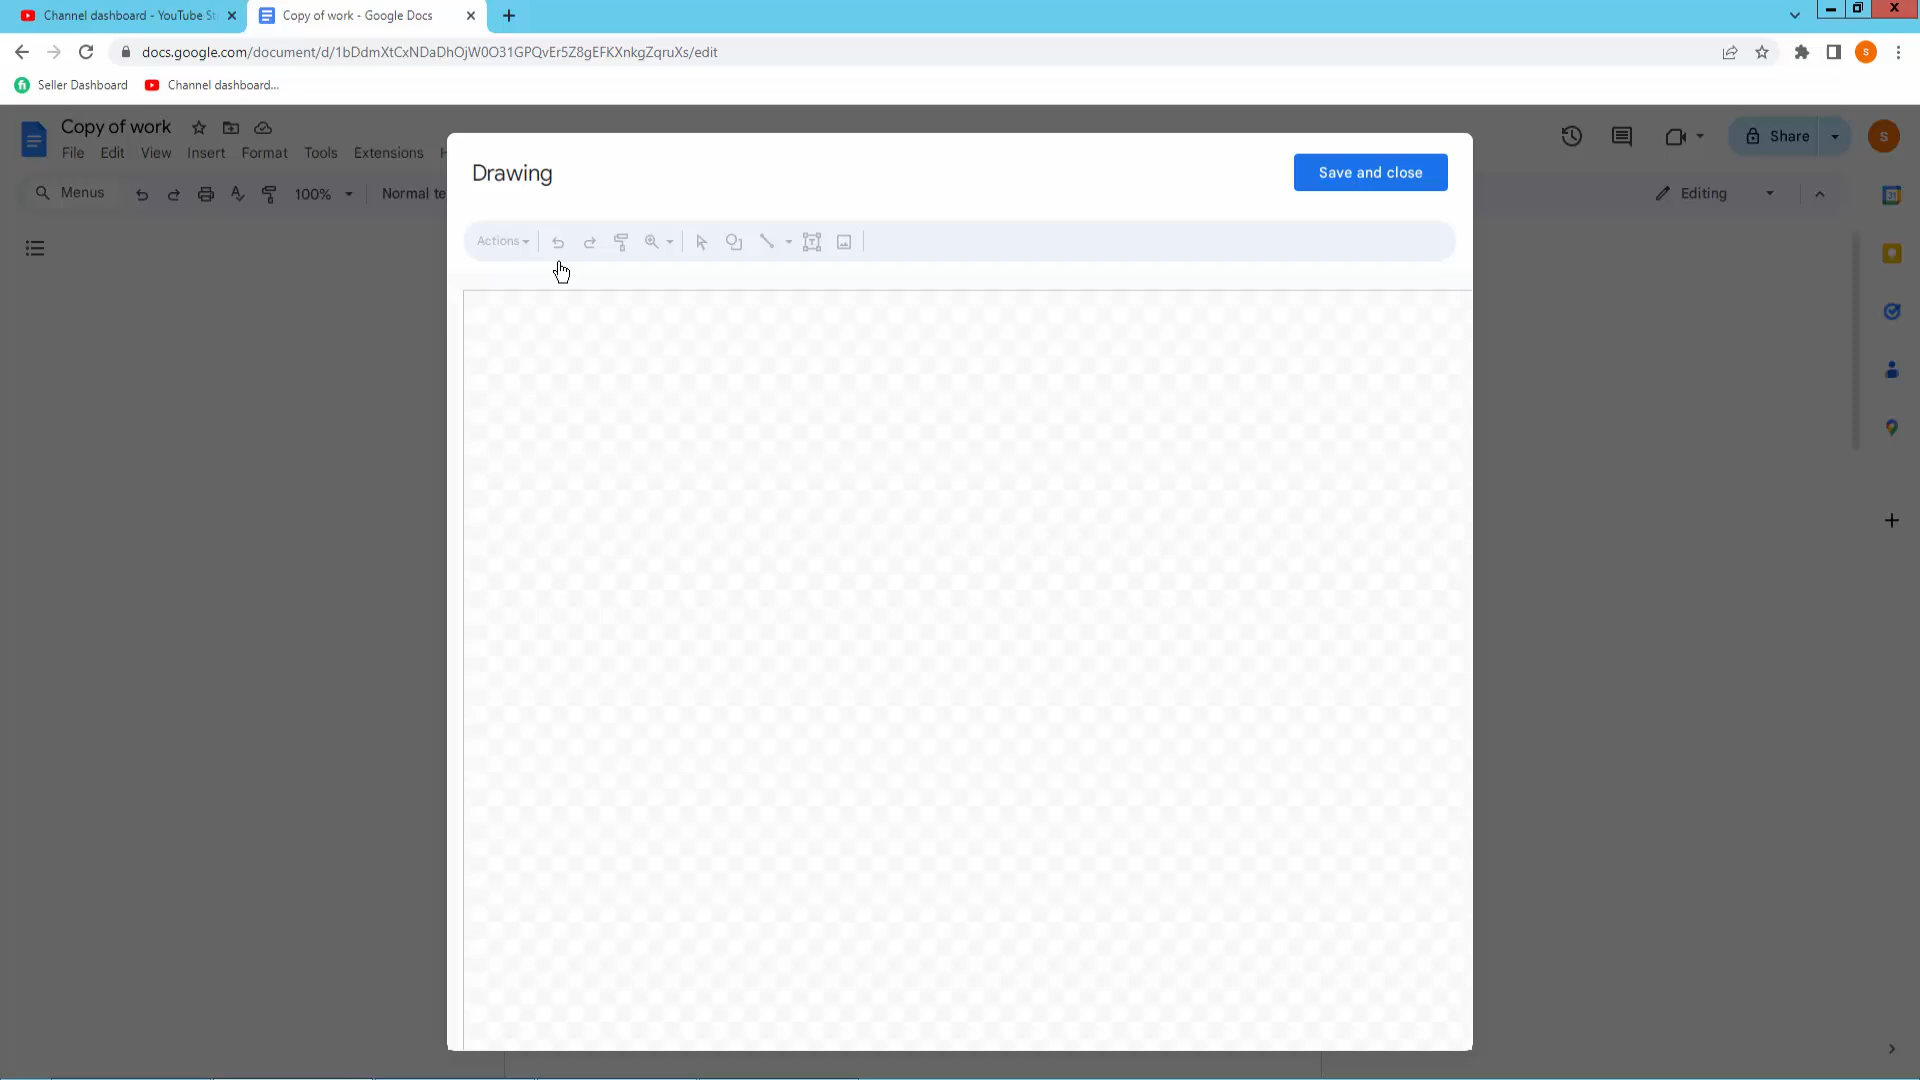 Channel dashboard - YouTube St
Copy of work - Google Docs
docs.google.com/document/d/1bDdmXtCxNDaDhOjW0O31GPQvEr5Z8gEFKXnkgZqruXs/edit
S
Seller Dashboard
Channel dashboard...
Copy of work
File Edit View Insert Format Tools Extensions H
Share
S
Menus
100%
Normal te
Editing
Drawing
Save and close
Actions